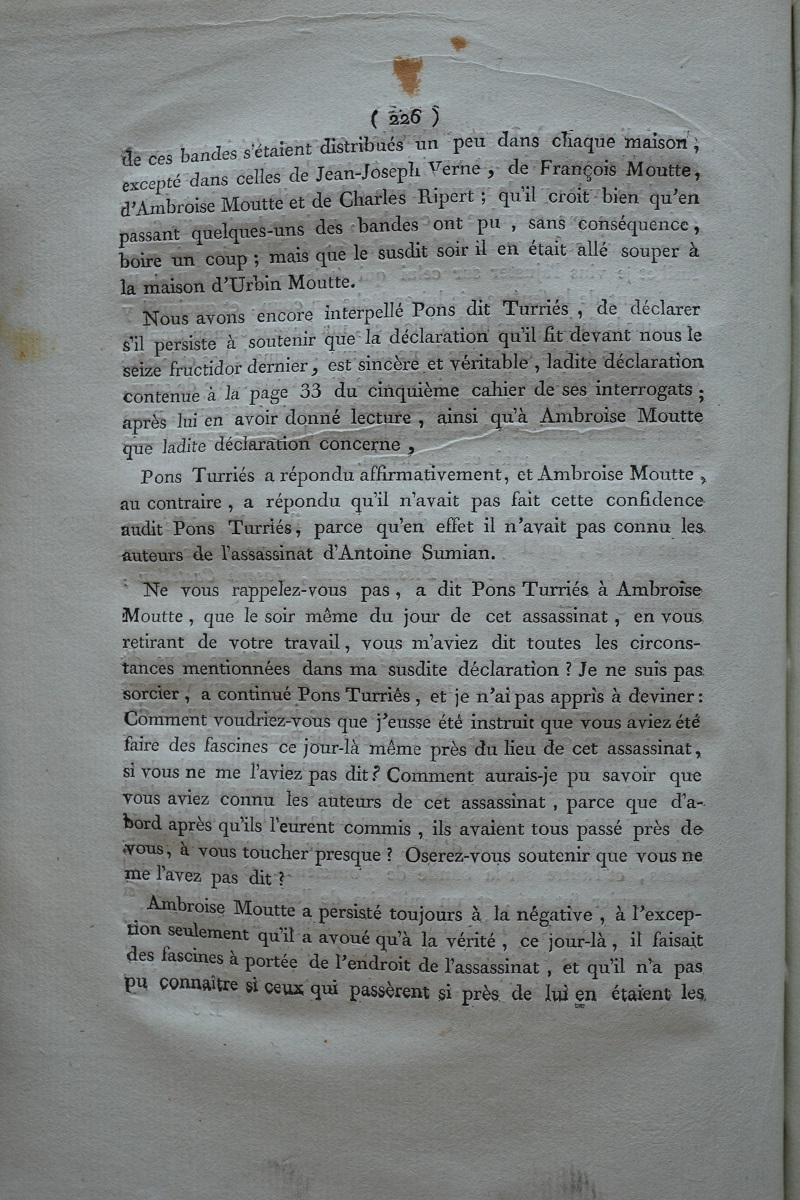 ( 226 )
de ces bandes s'étaient distribués un peu dans chaque maison ;
excepté dans celles de Jean-Joseph Verne , de François Moutte,
d'Ambroise Moutte et de Charles Ripert ; qu'il croit bien qu'en
passant quelques-uns des bandes ont pu , sans conséquence ,
boire un coup ; mais que le susdit soir il en était allé souper à
la maison d'Urbin Moutte.
Nous avons encore interpellé Pons dit Turriés , de déclarer
s'il persiste à soutenir que la déclaration qu'il fit devant nous le
seize fructidor dernier, est sincère et véritable , ladite déclaration
contenue à la page 33 du cinquième cahier de ses interrogats ;
après lui en avoir donné lecture , ainsi qu'à Ambroise Moutte
que ladite déclaration concerne ,
Pons Turriés a répondu affirmativement, et Ambroise Moutte ,
au contraire , a répondu qu'il n'avait pas fait cette confidence
audit Pons Turriés, parce qu'en effet il n'avait pas connu les
auteurs de l'assassinat d'Antoine Sumian.
Ne vous rappelez-vous pas , a dit Pons Turriés à Ambroise
Moutte , que le soir même du jour de cet assassinat , en vous
retirant de votre travail , vous m'aviez dit toutes les circons-
tances mentionnées dans ma susdite déclaration ? Je ne suis pas
sorcier , a continué Pons Turriés , et je n'ai pas appris à deviner :
Comment voudriez-vous que j'eusse été instruit que vous aviez été
faire des fascines ce jour-là même près du lieu de cet assassinat,
si vous ne me l'aviez pas dit ? Comment aurais-je pu savoir que
vous aviez connu les auteurs de cet assassinat , parce que d'a-
bord après qu'ils l'eurent commis , ils avaient tous passé près de
vous, à vous toucher presque ? Oserez-vous soutenir que vous ne
me l'avez pas dit ?
Ambroise Moutte a persisté toujours à la négative , à l'excep-
tion seulement qu'il a avoué qu'à la vérité , ce jour-là , il faisait
des fascines à portée de l'endroit de l'assassinat , et qu'il n'a pas
pu connaître si ceux qui passèrent si près de lui en étaient les